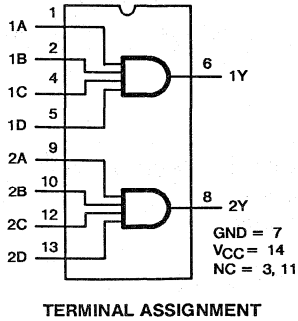 1A 1
1B 2
1C 4
1D 5
6 1Y
2A 9
2B 10
2C 12
2D 13
8 2Y
GND = 7
VCC = 14
NC = 3, 11
TERMINAL ASSIGNMENT